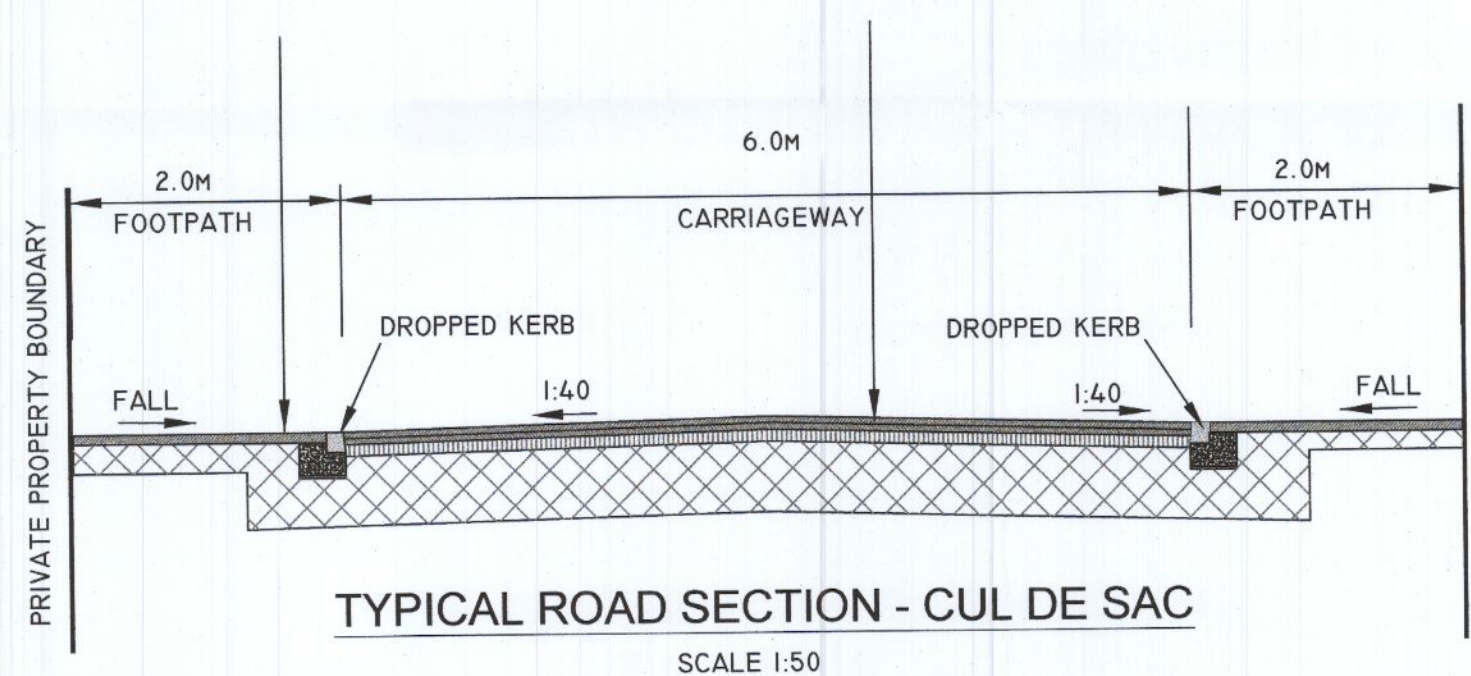 6.0M
2.0M
2.0M
FOOTPATH
CARRIAGEWAY
FOOTPATH
PRIVATE PROPERTY BOUNDARY
DROPPED KERB
DROPPED KERB
FALL
1:40
1:40
FALL
TYPICAL ROAD SECTION - CUL DE SAC
SCALE 1:50